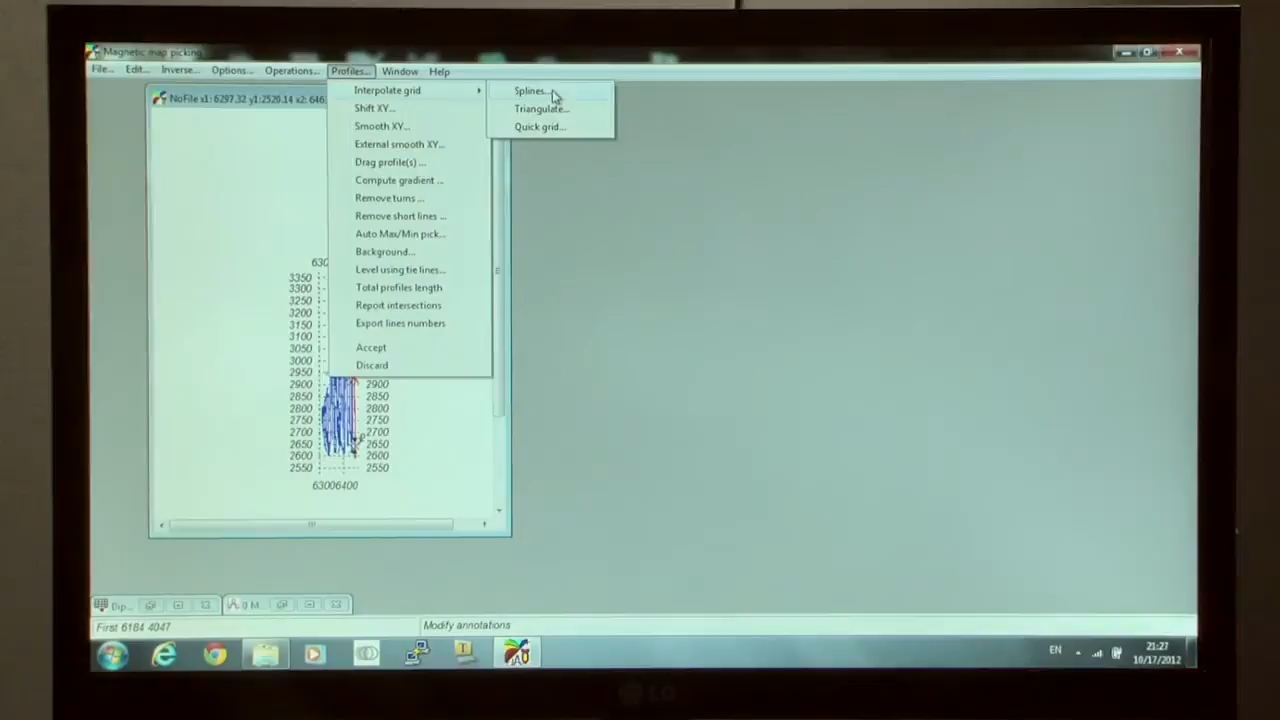 Magnetic map picking
File... Edit... Inverse... Options... Operations... Profiles... Window Help
NoFile x1: 6297.32 y1:2520.14 x2: 646
Interpolate grid
Shift XY...
Smooth XY...
External smooth XY...
Drag profile(s) ...
Compute gradient ...
Remove turns ...
Remove short lines ...
Auto Max/Min pick...
Background...
Level using tie lines...
Total profiles length
Report intersections
Export lines numbers
Accept
Discard
Splines...
Triangulate...
Quick grid...
630
3350
3300
3250
3200
3150
3100
3050
3000
2950
2900 2900
2850 2850
2800 2800
2750 2750
2700 2700
2650 2650
2600 2600
2550 2550
63006400
Dip... 0 M
First 6184 4047 Modify annotations
EN 21:27
10/17/2012
LG